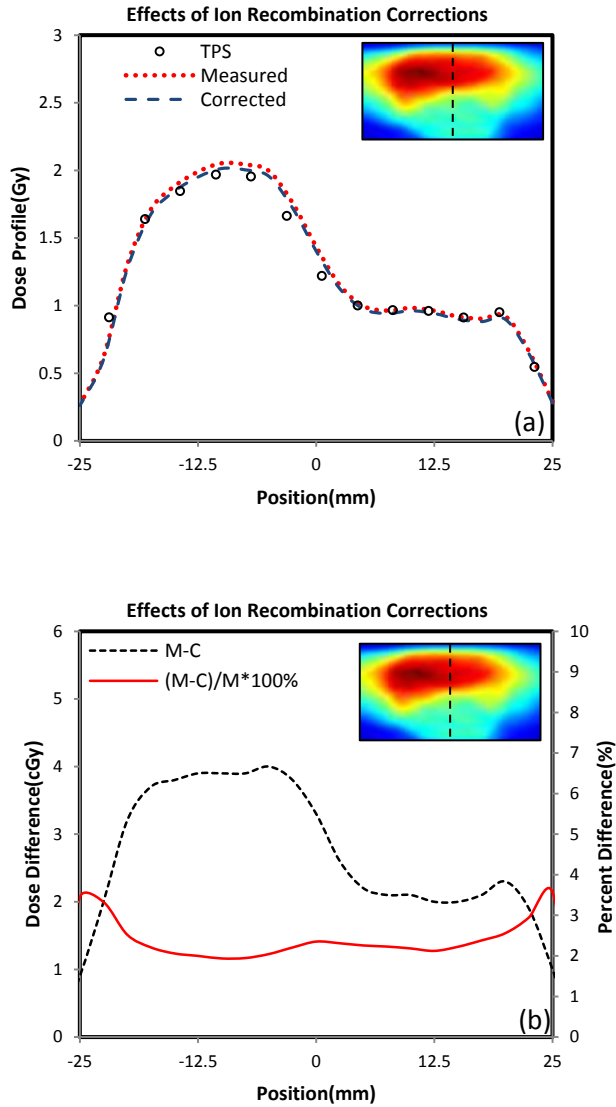 Effects of Ion Recombination Corrections
TPS
Measured
Corrected
Dose Profile(Gy)
3
2.5
2
1.5
1
0.5
0
(a)
-25 -12.5 0 12.5 25
Position(mm)
Effects of Ion Recombination Corrections
M-C
(M-C)/M*100%
Dose Difference(cGy)
6
5
4
3
2
1
0
10
9
8
7
6
5
4
3
2
1
0
Percent Difference(%)
(b)
-25 -12.5 0 12.5 25
Position(mm)